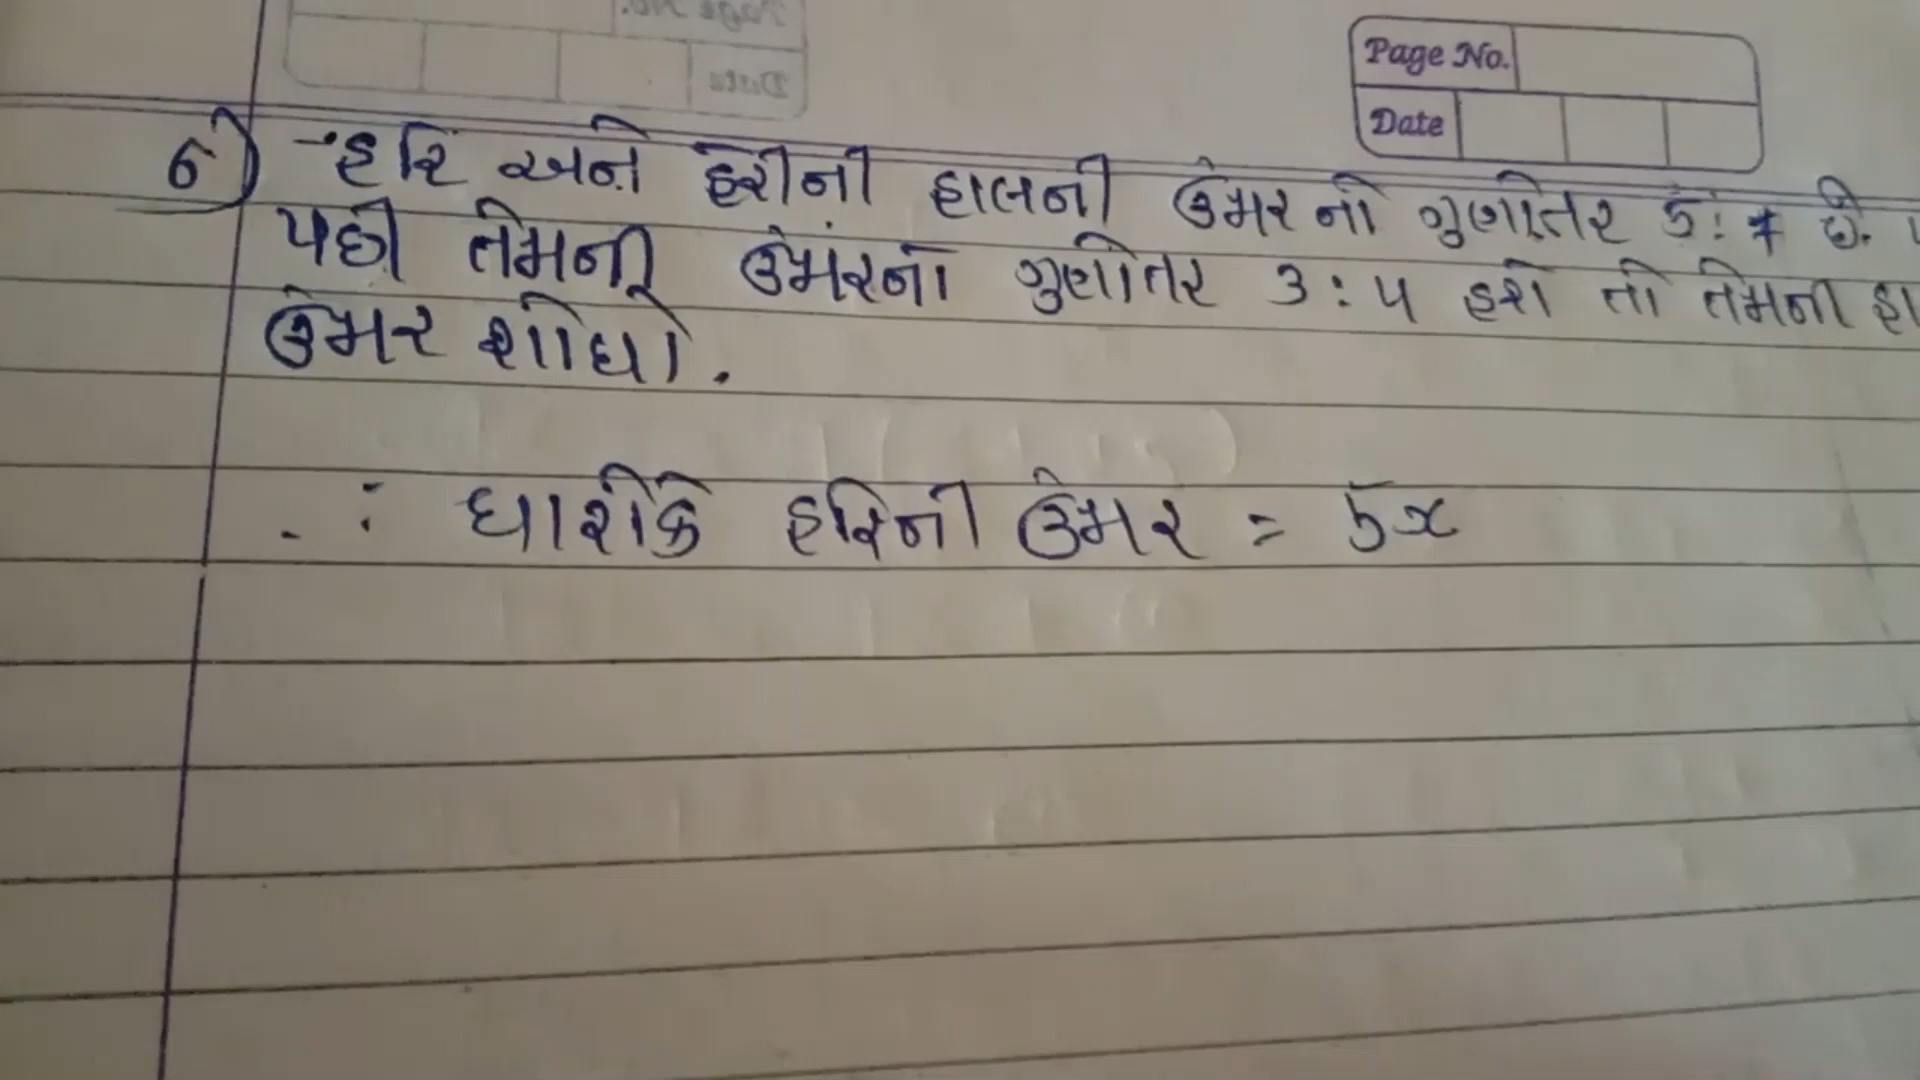 Page No.
Date
6) હરિ અને હેરીની હાલની ઉંમરનો ગુણોતર 5:7 છે.
પછી તેમની ઉંમરનો ગુણોતર 3:4 હશે તો તેમની
ઉંમર શોધો.
∴ ધારોકે હરિની ઉંમર = 5x